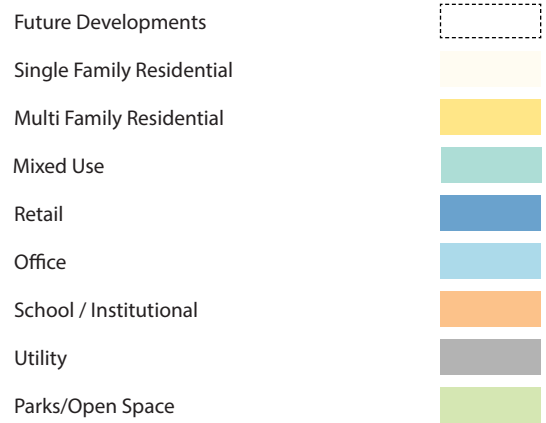 Future Developments
Single Family Residential
Multi Family Residential
Mixed Use
Retail
Office
School / Institutional
Utility
Parks/Open Space